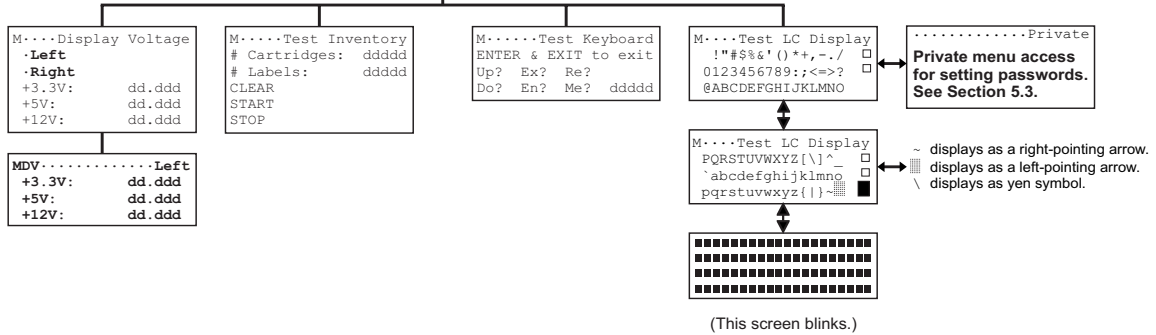 M····Display Voltage
·Left
·Right
+3.3V: dd.ddd
+5V: dd.ddd
+12V: dd.ddd
MDV·············Left
+3.3V: dd.ddd
+5V: dd.ddd
+12V: dd.ddd
M·····Test Inventory
# Cartridges: ddddd
# Labels: ddddd
CLEAR
START
STOP
M······Test Keyboard
ENTER & EXIT to exit
Up? Ex? Re?
Do? En? Me? ddddd
M····Test LC Display
!"#$%&'()*+,-./
0123456789:;<=>?
@ABCDEFGHIJKLMNO
M····Test LC Display
PQRSTUVWXYZ[\]^_
`abcdefghijklmno
pqrstuvwxyz{|}~
(This screen blinks.)
·············Private
Private menu access
for setting passwords.
See Section 5.3.
~ displays as a right-pointing arrow.
displays as a left-pointing arrow.
\ displays as yen symbol.